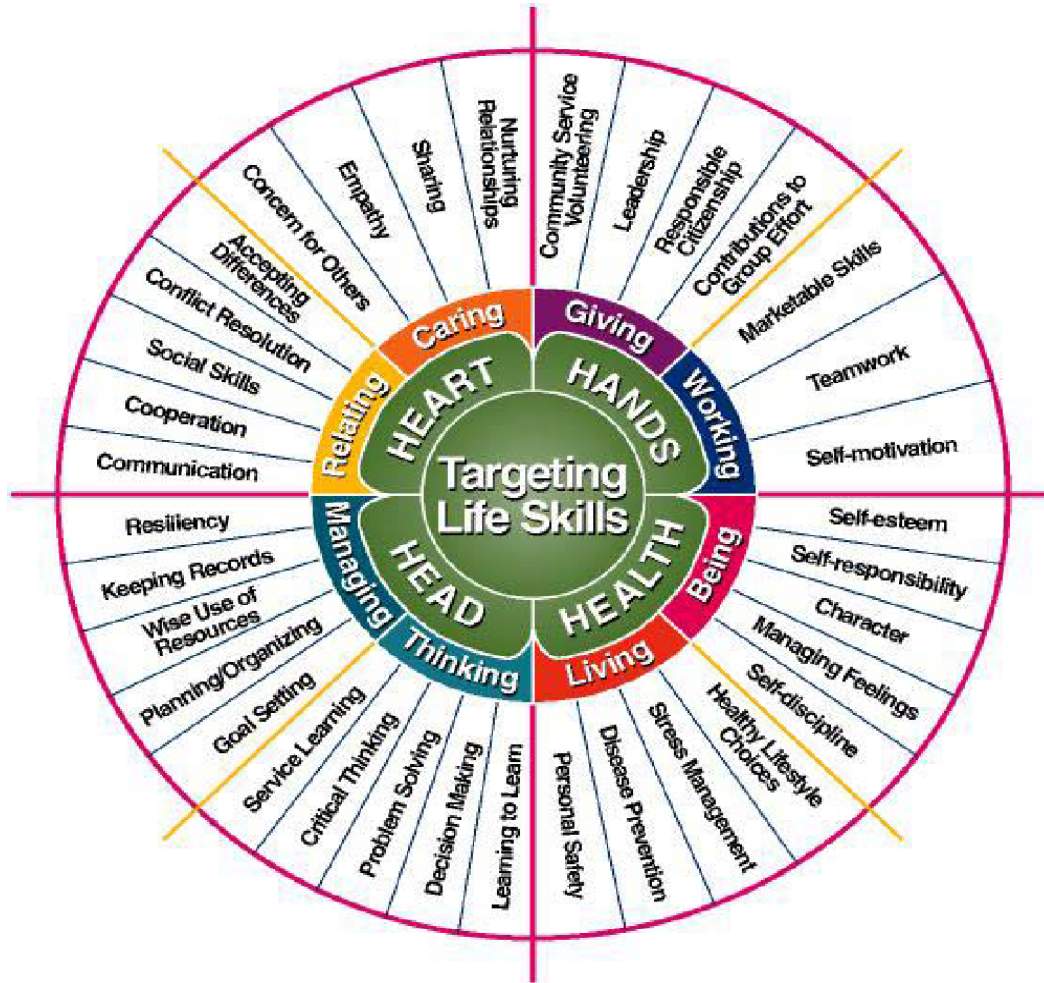 Targeting
Life Skills
HEART
HANDS
HEALTH
HEAD
Caring
Giving
Working
Being
Living
Thinking
Managing
Relating
Community Service
Volunteering
Leadership
Responsible
Citizenship
Contributions to
Group Effort
Marketable Skills
Teamwork
Self-motivation
Self-esteem
Self-responsibility
Character
Managing Feelings
Self-discipline
Healthy Lifestyle
Choices
Stress Management
Disease Prevention
Personal Safety
Learning to Learn
Decision Making
Problem Solving
Critical Thinking
Service Learning
Goal Setting
Planning/Organizing
Wise Use of
Resources
Keeping Records
Resiliency
Communication
Cooperation
Social Skills
Conflict Resolution
Accepting
Differences
Concern for Others
Empathy
Sharing
Nurturing
Relationships